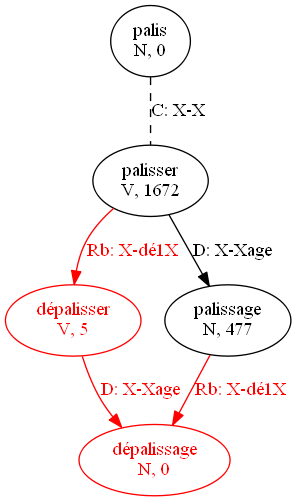 palis
N, 0
C: X-X
palisser
V, 1672
Rb: X-dé1X
D: X-Xage
dépalisser
V, 5
palissage
N, 477
D: X-Xage
Rb: X-dé1X
dépalissage
N, 0